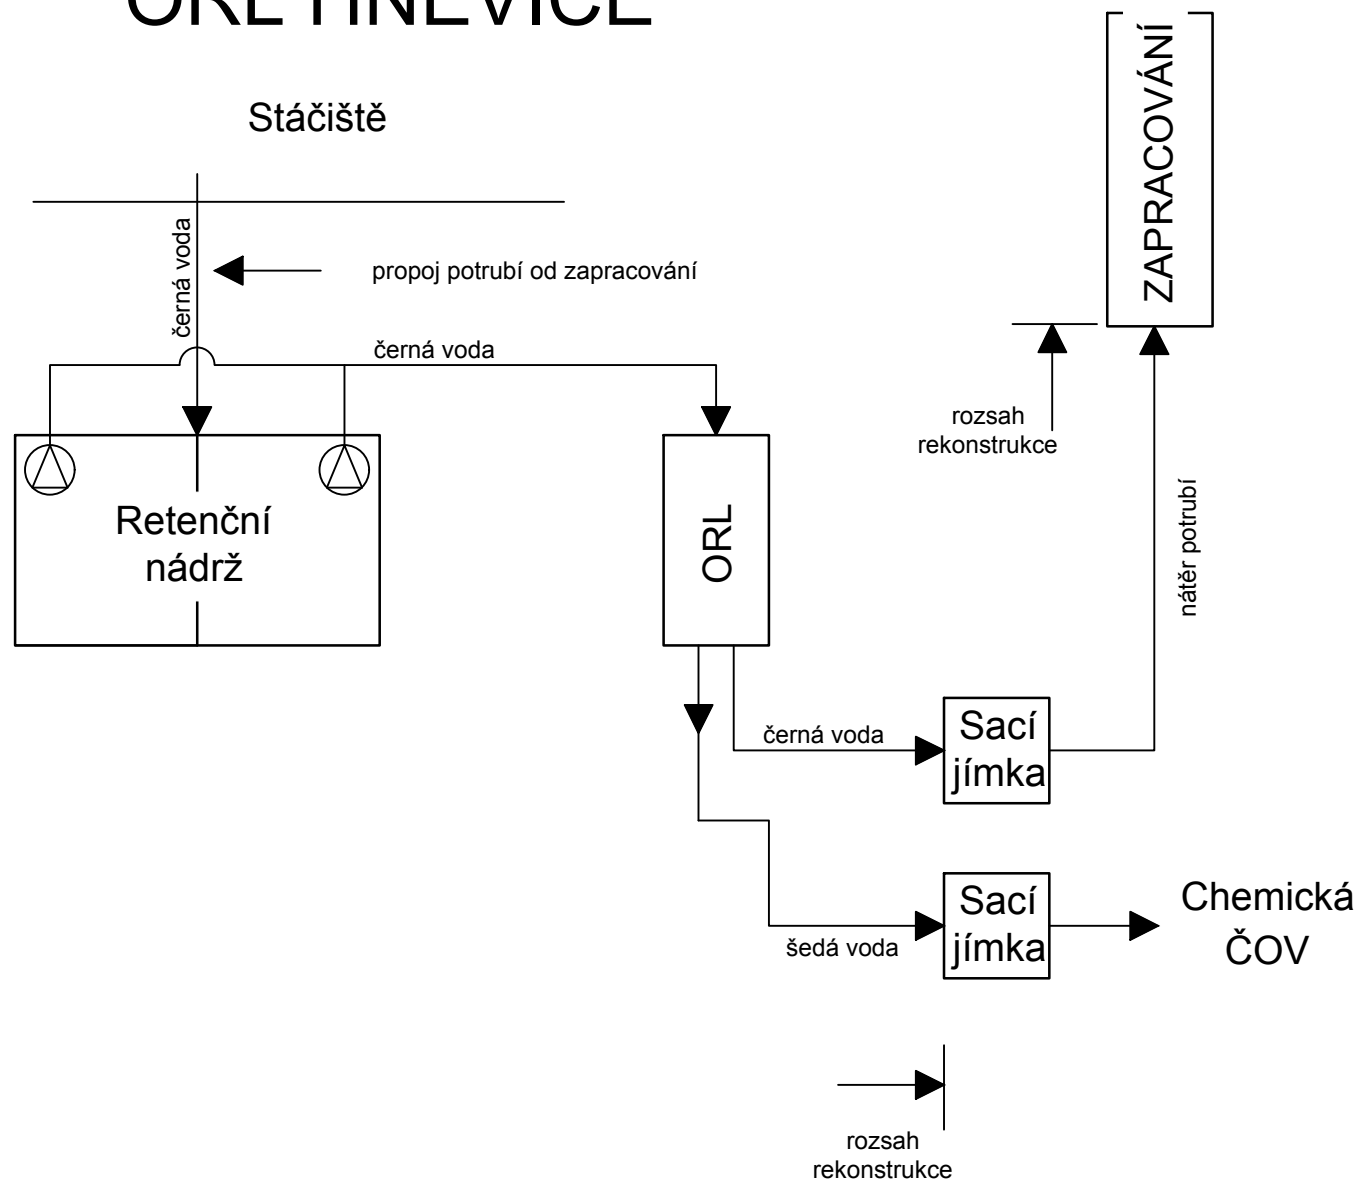 ORL HNĚVICE
Stáčiště
černá voda
propoj potrubí od zapracování
černá voda
ZAPRACOVÁNÍ
rozsah
rekonstrukce
Retenční
nádrž
ORL
nátěr potrubí
černá voda
Sací
jímka
šedá voda
Sací
jímka
Chemická
ČOV
rozsah
rekonstrukce